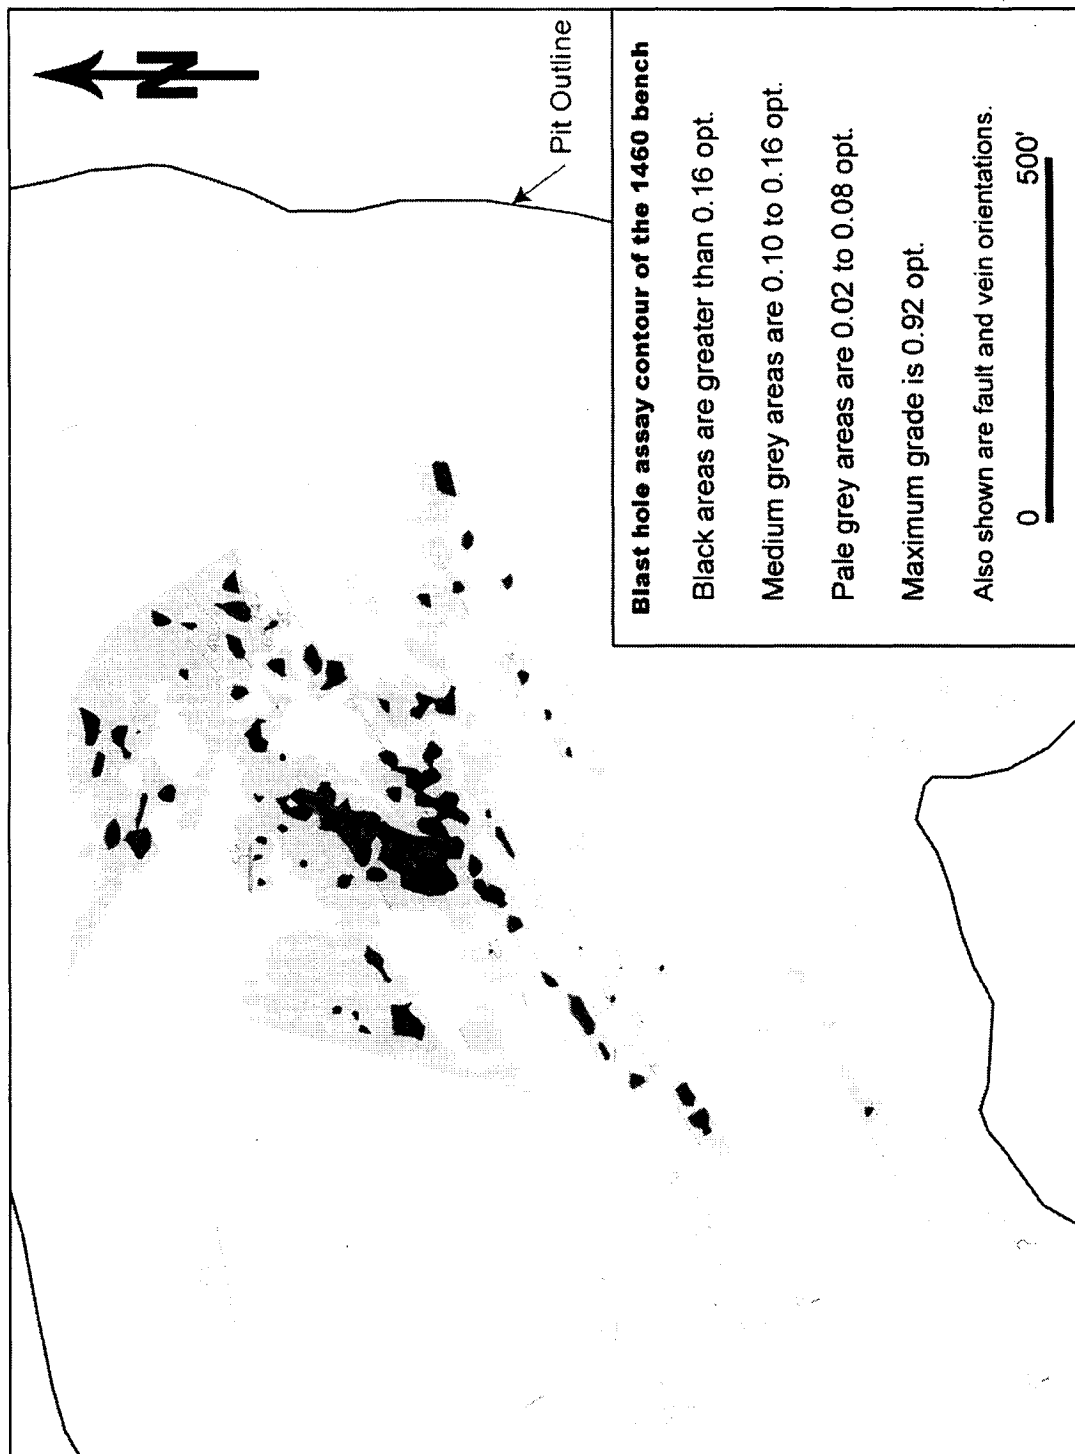 N
Pit Outline
Blast hole assay contour of the 1460 bench
Black areas are greater than 0.16 opt.
Medium grey areas are 0.10 to 0.16 opt.
Pale grey areas are 0.02 to 0.08 opt.
Maximum grade is 0.92 opt.
Also shown are fault and vein orientations.
0 500'